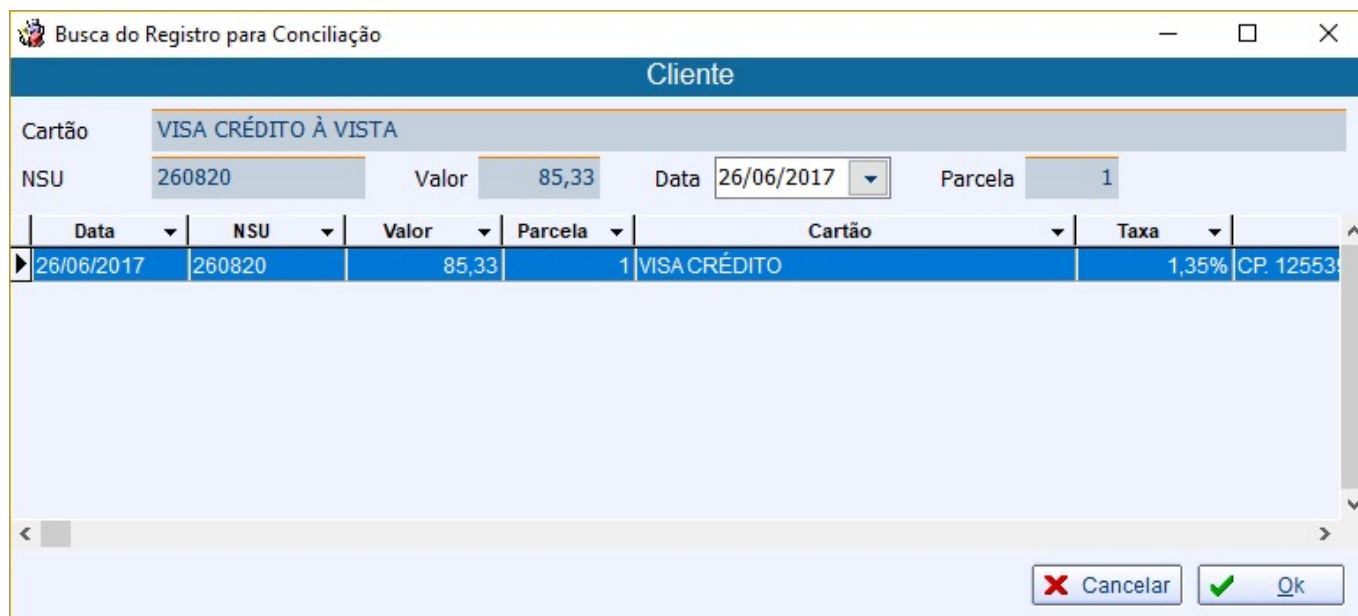 Busca do Registro para Conciliação
Cliente
Cartão VISA CRÉDITO À VISTA
NSU 260820 Valor 85,33 Data 26/06/2017 Parcela 1
Data NSU Valor Parcela Cartão Taxa
26/06/2017 260820 85,33 1 VISA CRÉDITO 1,35% CP. 125539
Cancelar Ok